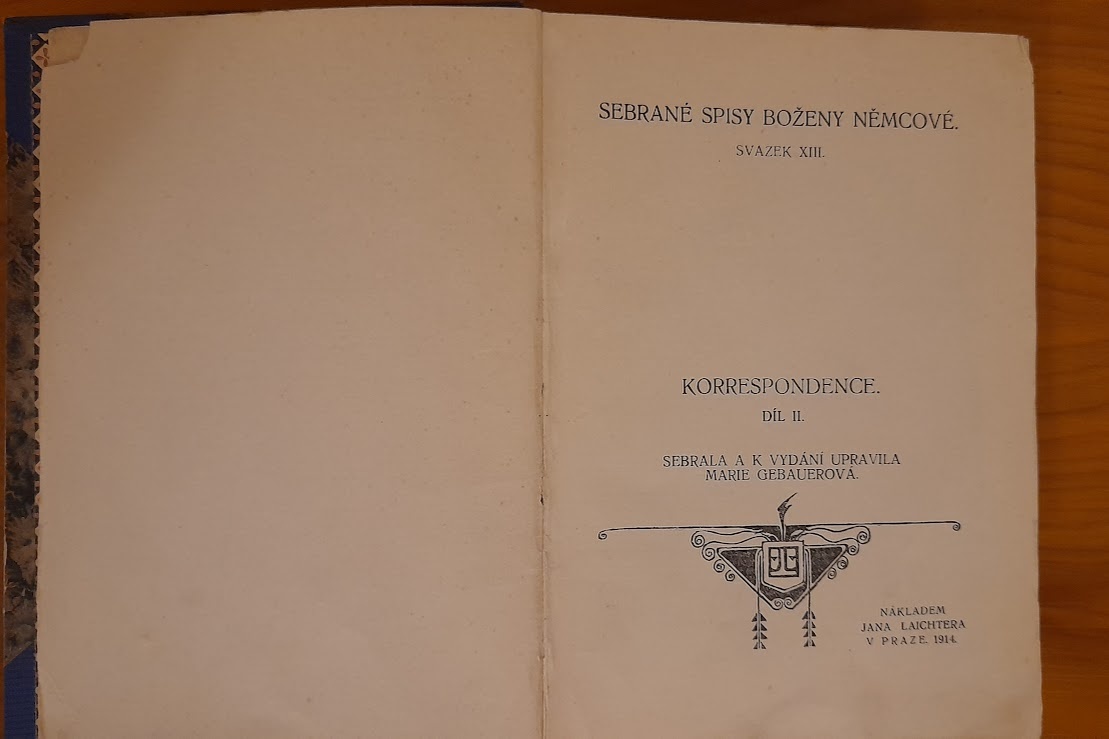 SEBRANÉ SPISY BOŽENY NĚMCOVÉ.
SVAZEK XIII.
KORRESPONDENCE.
DÍL II.
SEBRALA A K VYDÁNÍ UPRAVILA
MARIE GEBAUEROVÁ.
NÁKLADEM
JANA LAICHTERA
V PRAZE. 1914.